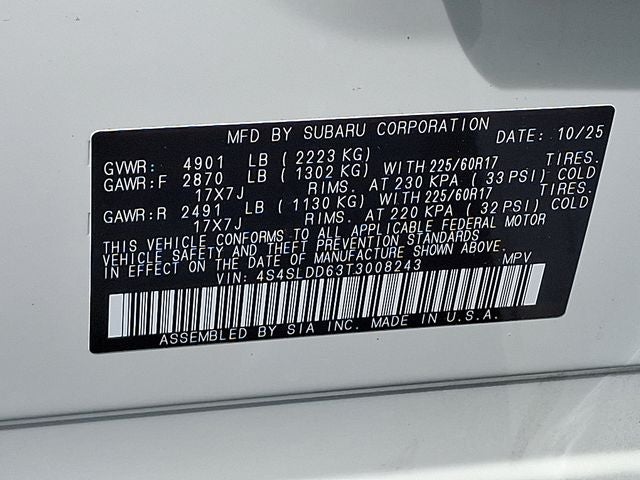 MFD BY SUBARU CORPORATION DATE: 10/25
GVWR: 4901 LB ( 2223 KG)
GAWR:F 2870 LB ( 1302 KG) WITH 225/60R17 TIRES.
17X7J RIMS. AT 230 KPA ( 33 PSI) COLD
GAWR:R 2491 LB ( 1130 KG) WITH 225/60R17 TIRES.
17X7J RIMS. AT 220 KPA ( 32 PSI) COLD
THIS VEHICLE CONFORMS TO ALL APPLICABLE FEDERAL MOTOR
VEHICLE SAFETY AND THEFT PREVENTION STANDARDS
IN EFFECT ON THE DATE OF MANUFACTURE SHOWN ABOVE.
VIN: 4S4SLDD63T3008243 MPV
ASSEMBLED BY SIA INC. MADE IN U.S.A.